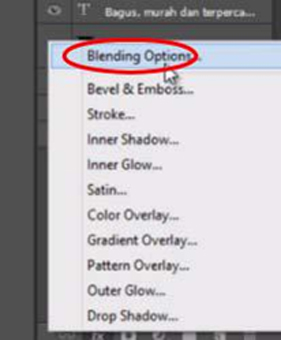 T Bagus, murah dan terperca...
Blending Options...
Bevel & Emboss...
Stroke...
Inner Shadow...
Inner Glow...
Satin...
Color Overlay...
Gradient Overlay...
Pattern Overlay...
Outer Glow...
Drop Shadow...